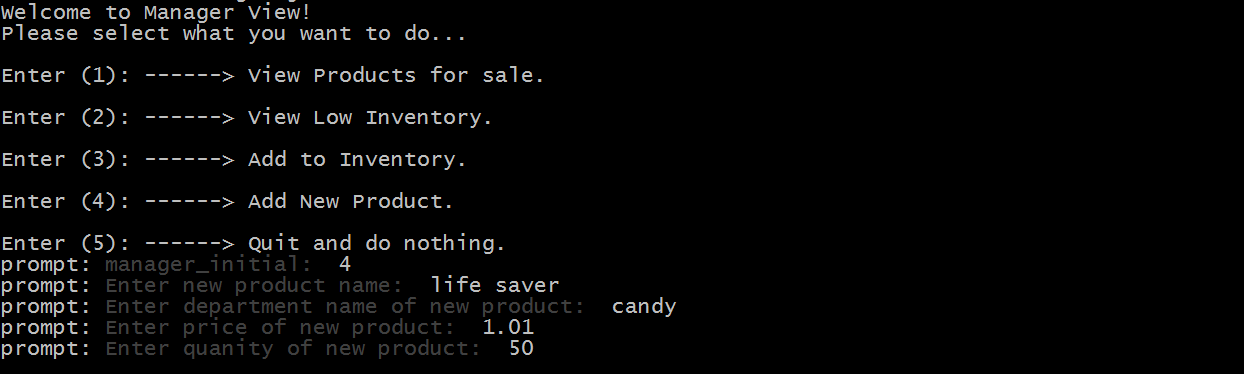 Welcome to Manager View!
Please select what you want to do...
Enter (1): ------> View Products for sale.
Enter (2): ------> View Low Inventory.
Enter (3): ------> Add to Inventory.
Enter (4): ------> Add New Product.
Enter (5): ------> Quit and do nothing.
prompt: manager_initial:  4
prompt: Enter new product name:  life saver
prompt: Enter department name of new product:  candy
prompt: Enter price of new product:  1.01
prompt: Enter quanity of new product:  50